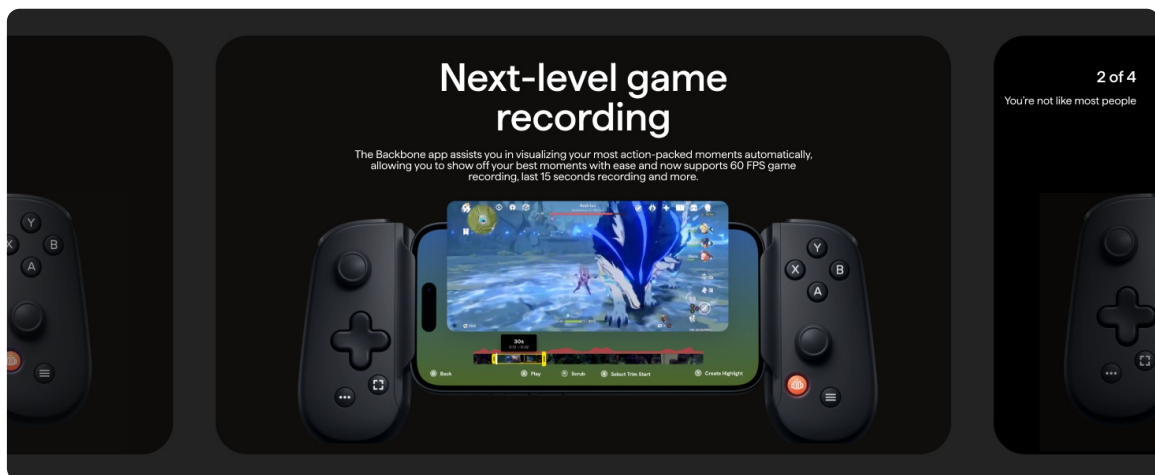 Next-level game
recording
The Backbone app assists you in visualizing your most action-packed moments automatically,
allowing you to show off your best moments with ease and now supports 60 FPS game
recording, last 15 seconds recording and more.
2 of 4
You're not like most people
Y
X
B
A
Y
X
B
A
30s
Back
Play
Scrub
Select Trim Start
Create Highlight